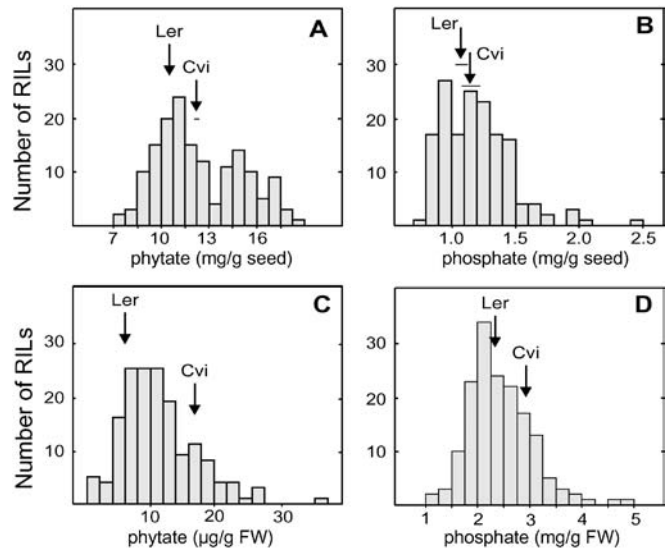 Ler
A
Cvi
Number of RILs
30
20
10
7
10
13
16
phytate (mg/g seed)
Ler
B
Cvi
30
20
10
1.0
1.5
2.0
2.5
phosphate (mg/g seed)
Ler
C
Cvi
Number of RILs
30
20
10
10
20
30
phytate (µg/g FW)
Ler
D
Cvi
30
20
10
1
2
3
4
5
phosphate (mg/g FW)